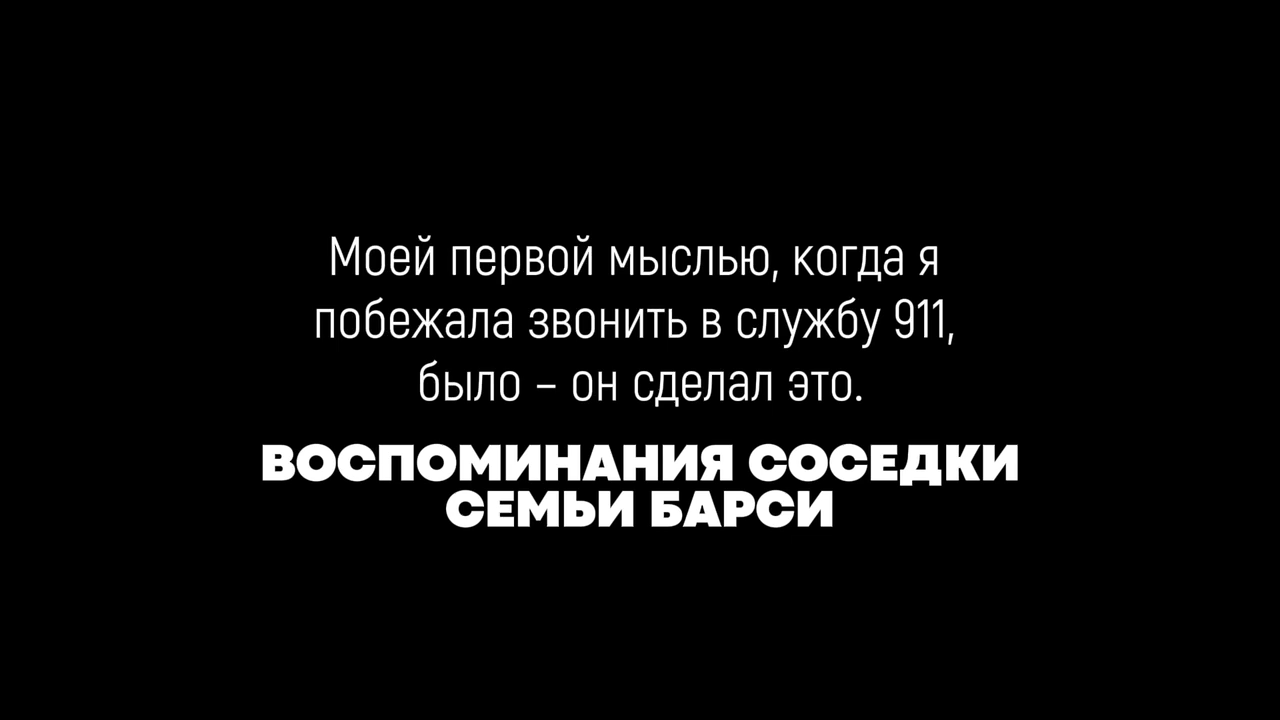 Моей первой мыслью, когда я
побежала звонить в службу 911,
было – он сделал это.
ВОСПОМИНАНИЯ СОСЕДКИ
СЕМЬИ БАРСИ